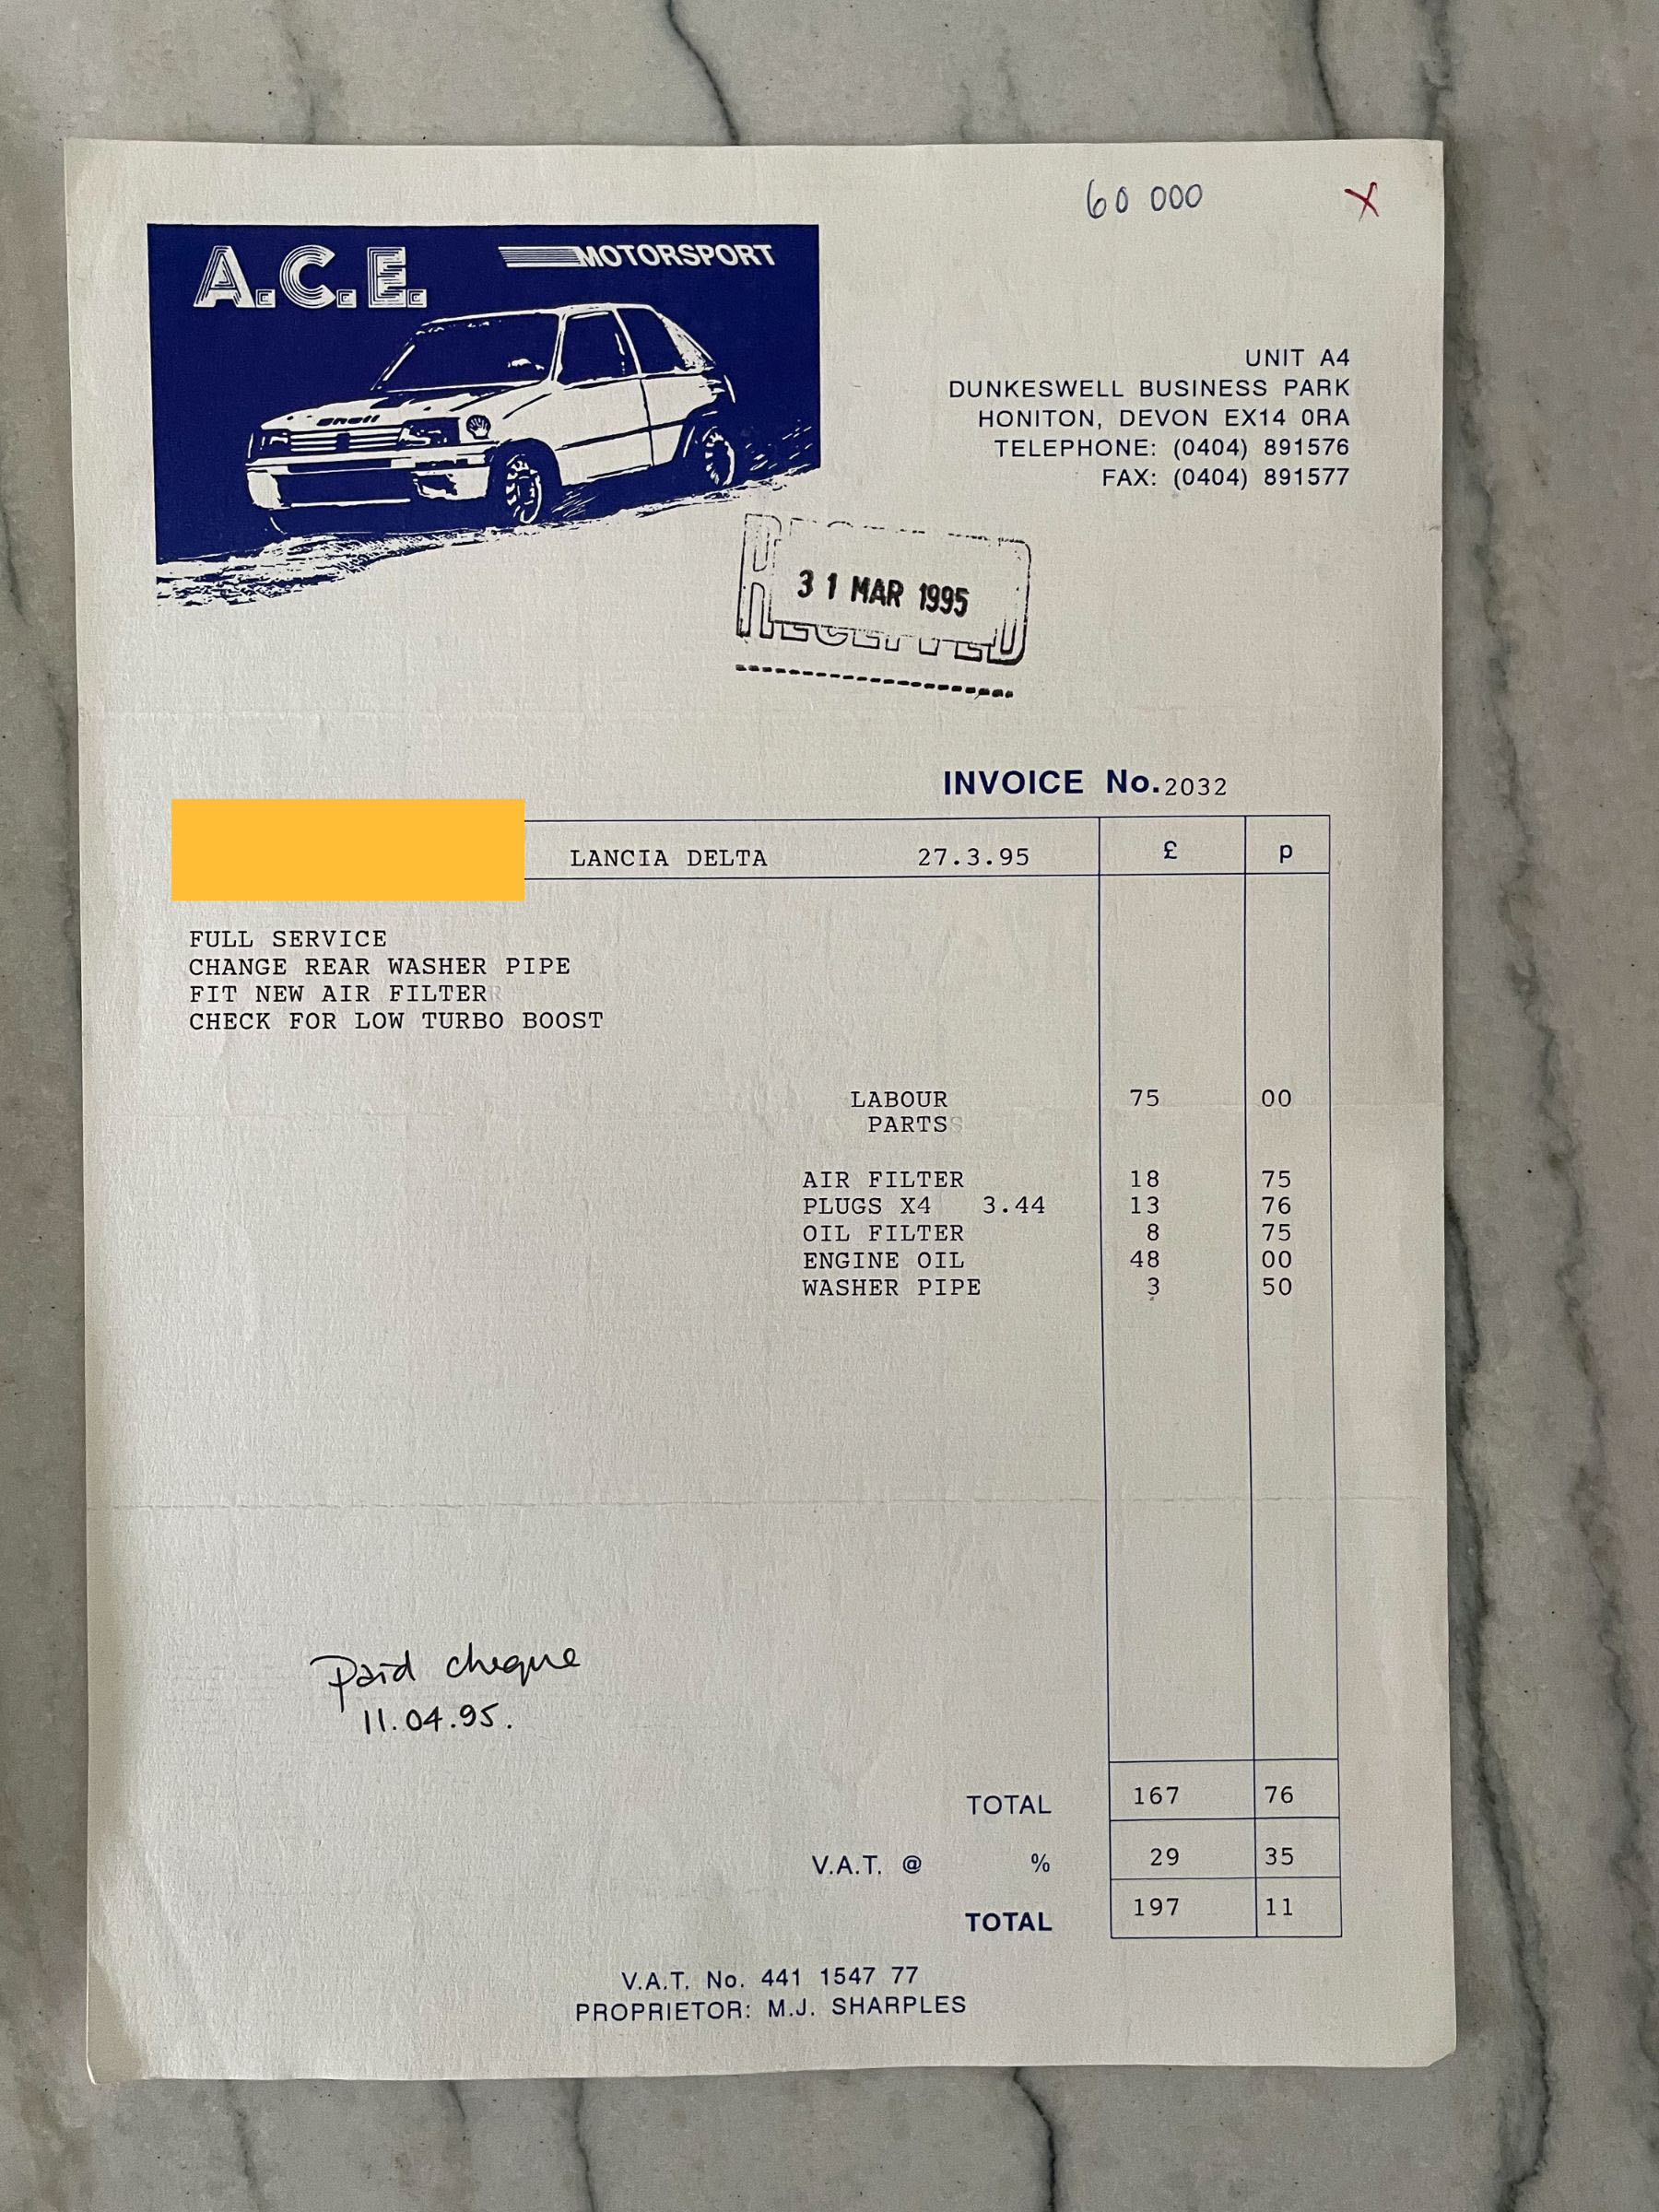 60 000 X
A.C.E. MOTORSPORT
Shell
UNIT A4
DUNKESWELL BUSINESS PARK
HONITON, DEVON EX14 0RA
TELEPHONE: (0404) 891576
FAX: (0404) 891577
31 MAR 1995
RECEIVED
INVOICE No. 2032
LANCIA DELTA 27.3.95 £ p
FULL SERVICE
CHANGE REAR WASHER PIPE
FIT NEW AIR FILTER
CHECK FOR LOW TURBO BOOST
LABOUR 75 00
PARTS
AIR FILTER 18 75
PLUGS X4 3.44 13 76
OIL FILTER 8 75
ENGINE OIL 48 00
WASHER PIPE 3 50
Paid cheque
11.04.95.
TOTAL 167 76
V.A.T. @ % 29 35
TOTAL 197 11
V.A.T. No. 441 1547 77
PROPRIETOR: M.J. SHARPLES